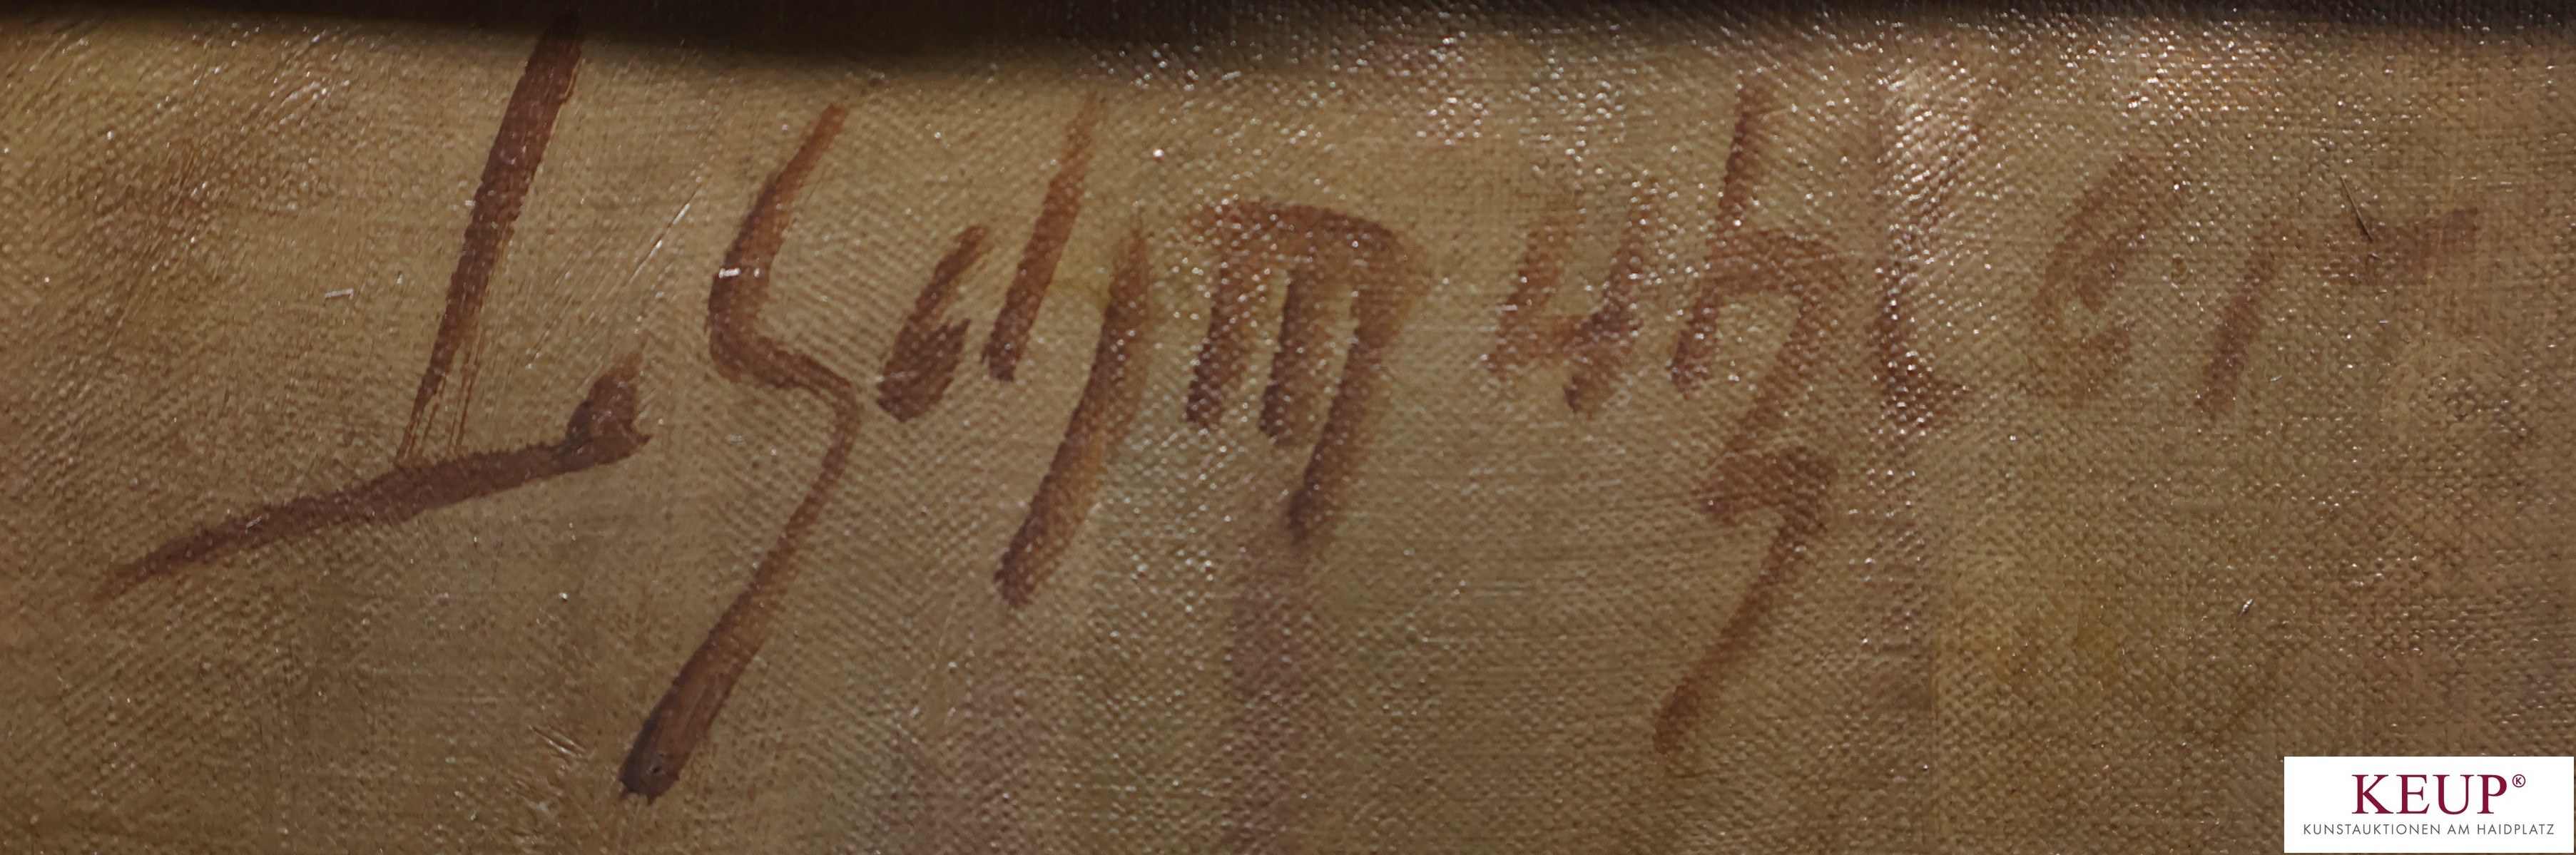 L Schmutzler
KEUP®
KUNSTAUKTIONEN AM HAIDPLATZ